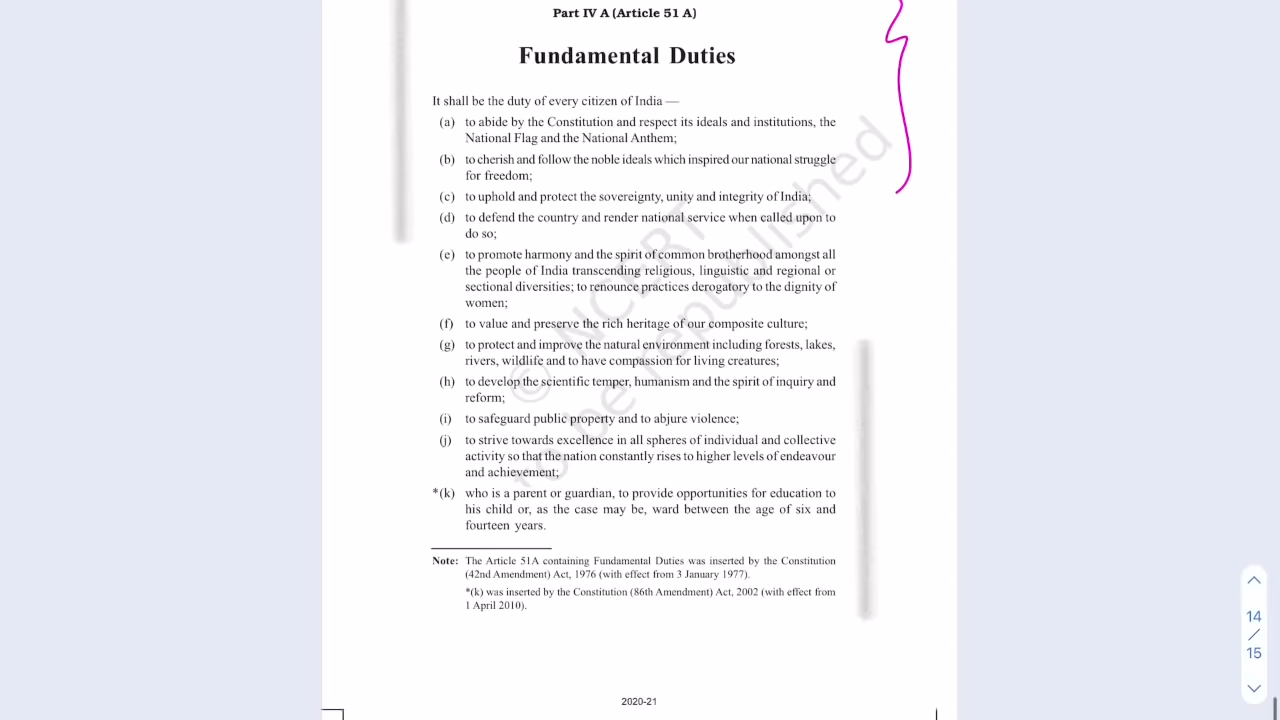 Part IV A (Article 51 A)
Fundamental Duties
It shall be the duty of every citizen of India —
(a) to abide by the Constitution and respect its ideals and institutions, the
National Flag and the National Anthem;
(b) to cherish and follow the noble ideals which inspired our national struggle
for freedom;
(c) to uphold and protect the sovereignty, unity and integrity of India;
(d) to defend the country and render national service when called upon to
do so;
(e) to promote harmony and the spirit of common brotherhood amongst all
the people of India transcending religious, linguistic and regional or
sectional diversities; to renounce practices derogatory to the dignity of
women;
(f) to value and preserve the rich heritage of our composite culture;
(g) to protect and improve the natural environment including forests, lakes,
rivers, wildlife and to have compassion for living creatures;
(h) to develop the scientific temper, humanism and the spirit of inquiry and
reform;
(i) to safeguard public property and to abjure violence;
(j) to strive towards excellence in all spheres of individual and collective
activity so that the nation constantly rises to higher levels of endeavour
and achievement;
*(k) who is a parent or guardian, to provide opportunities for education to
his child or, as the case may be, ward between the age of six and
fourteen years.
Note: The Article 51A containing Fundamental Duties was inserted by the Constitution
(42nd Amendment) Act, 1976 (with effect from 3 January 1977).
*(k) was inserted by the Constitution (86th Amendment) Act, 2002 (with effect from
1 April 2010).
2020-21
© NCERT
to be republished
14
/
15